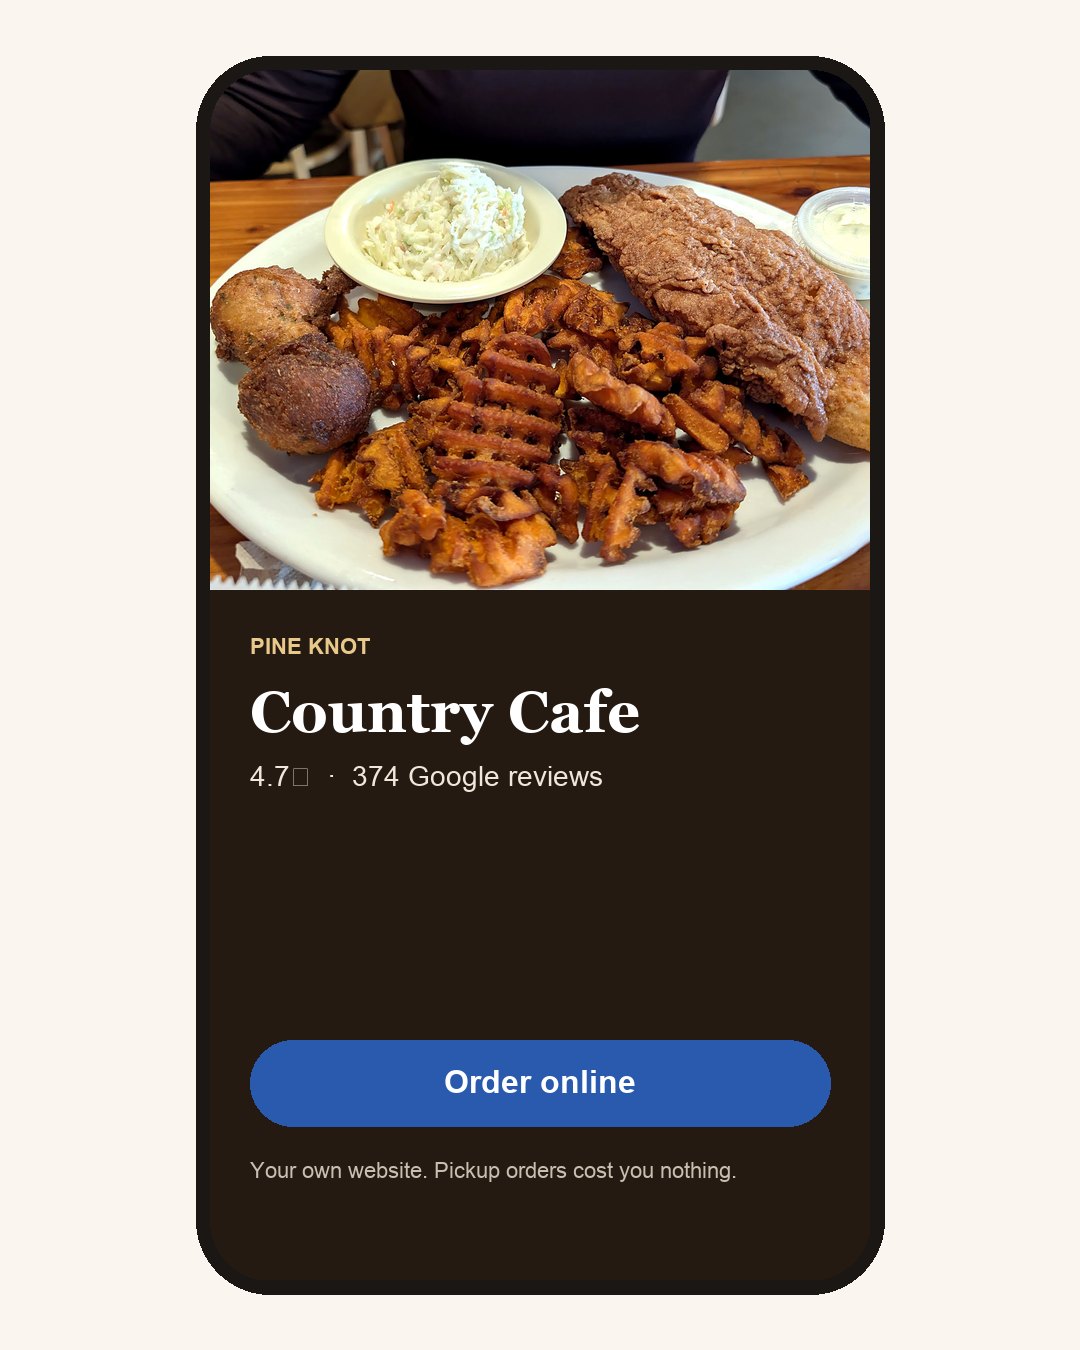 PINE KNOT
Country Cafe
4.7□ · 374 Google reviews
Order online
Your own website. Pickup orders cost you nothing.